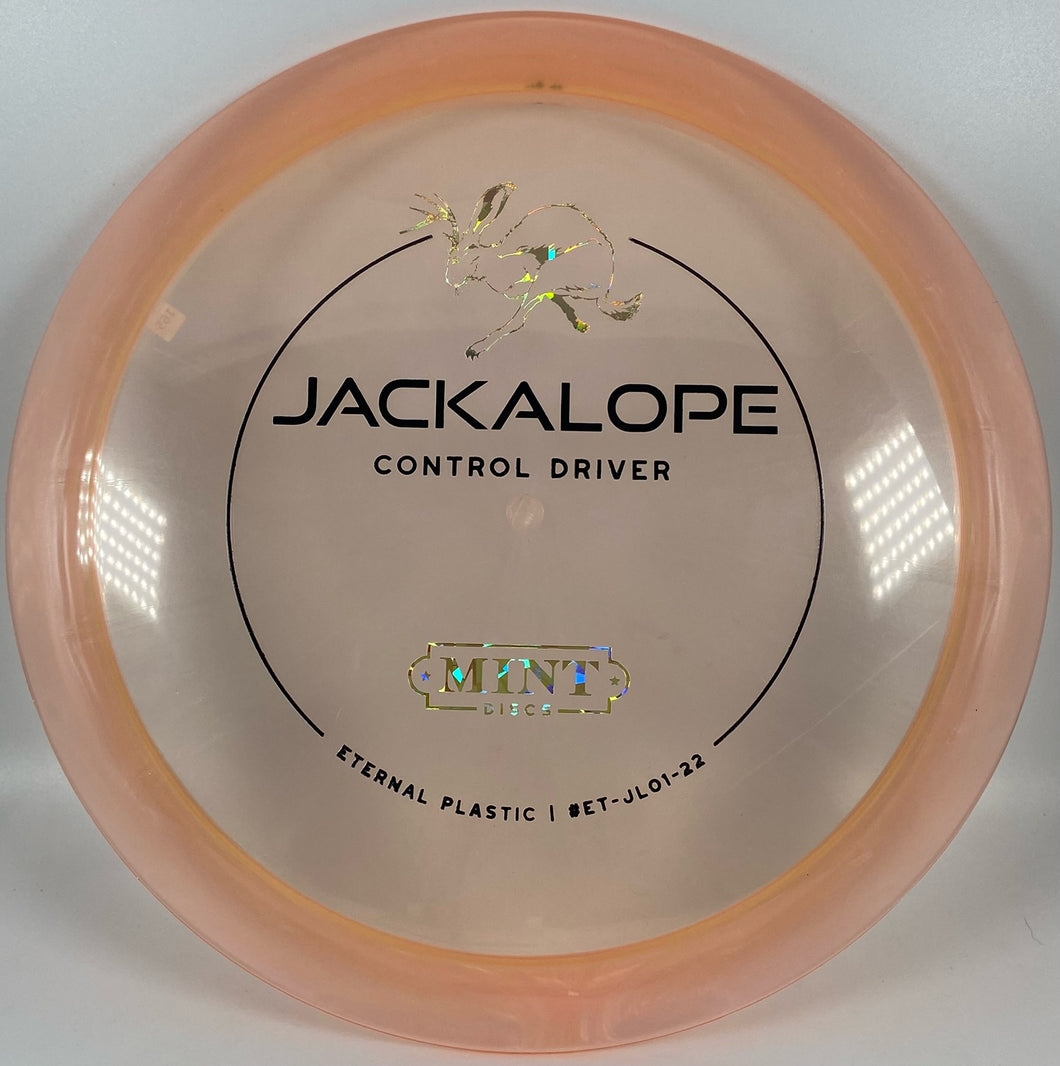 JACKALOPE
CONTROL DRIVER
MINT
DISCS
ETERNAL PLASTIC | #ET-JL01-22